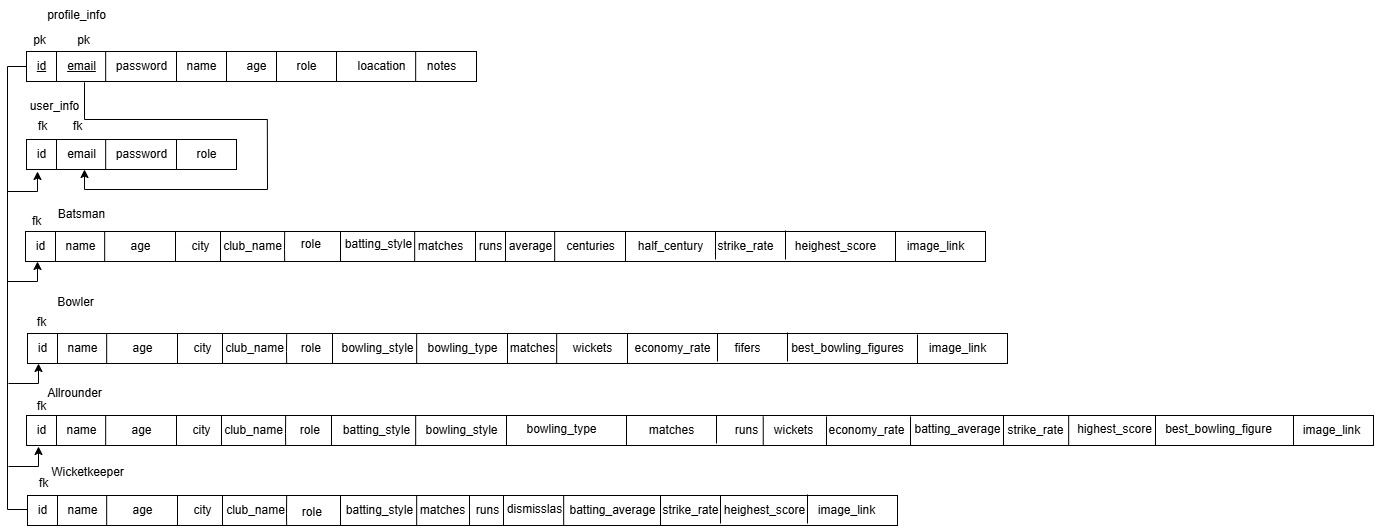 profile_info
pk pk
id email password name age role loacation notes
user_info
fk fk
id email password role
Batsman
fk
id name age city club_name role batting_style matches runs average centuries half_century strike_rate heighest_score image_link
Bowler
fk
id name age city club_name role bowling_style bowling_type matches wickets economy_rate fifers best_bowling_figures image_link
Allrounder
fk
id name age city club_name role batting_style bowling_style bowling_type matches runs wickets economy_rate batting_average strike_rate highest_score best_bowling_figure image_link
Wicketkeeper
fk
id name age city club_name role batting_style matches runs dismisslas batting_average strike_rate heighest_score image_link